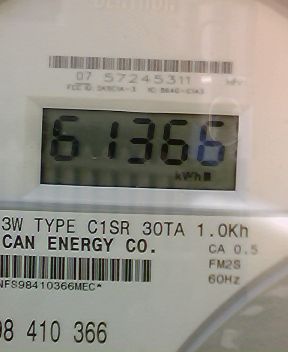 07 57245311
61366
kWh
3W TYPE C1SR 30TA 1.0Kh
CAN ENERGY CO.
CA 0.5
FM2S
60Hz
NFS98410366MEC*
98 410 366